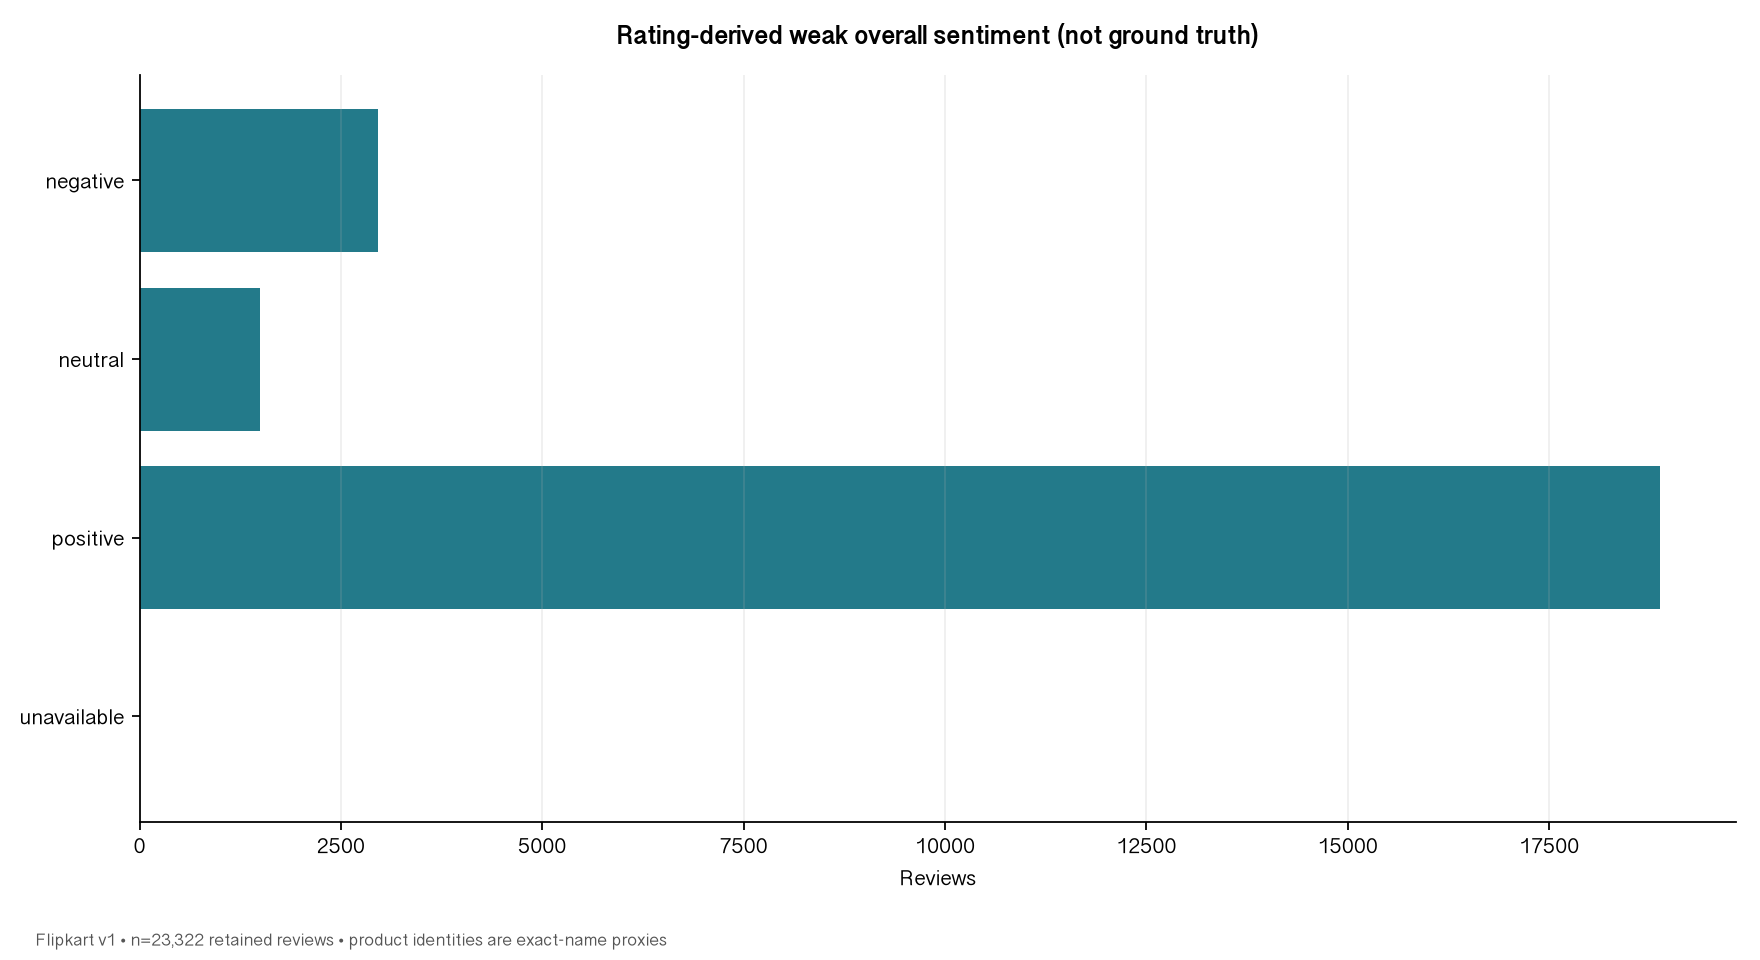 Rating-derived weak overall sentiment (not ground truth)
negative
neutral
positive
unavailable
0 2500 5000 7500 10000 12500 15000 17500
Reviews
Flipkart v1 • n=23,322 retained reviews • product identities are exact-name proxies